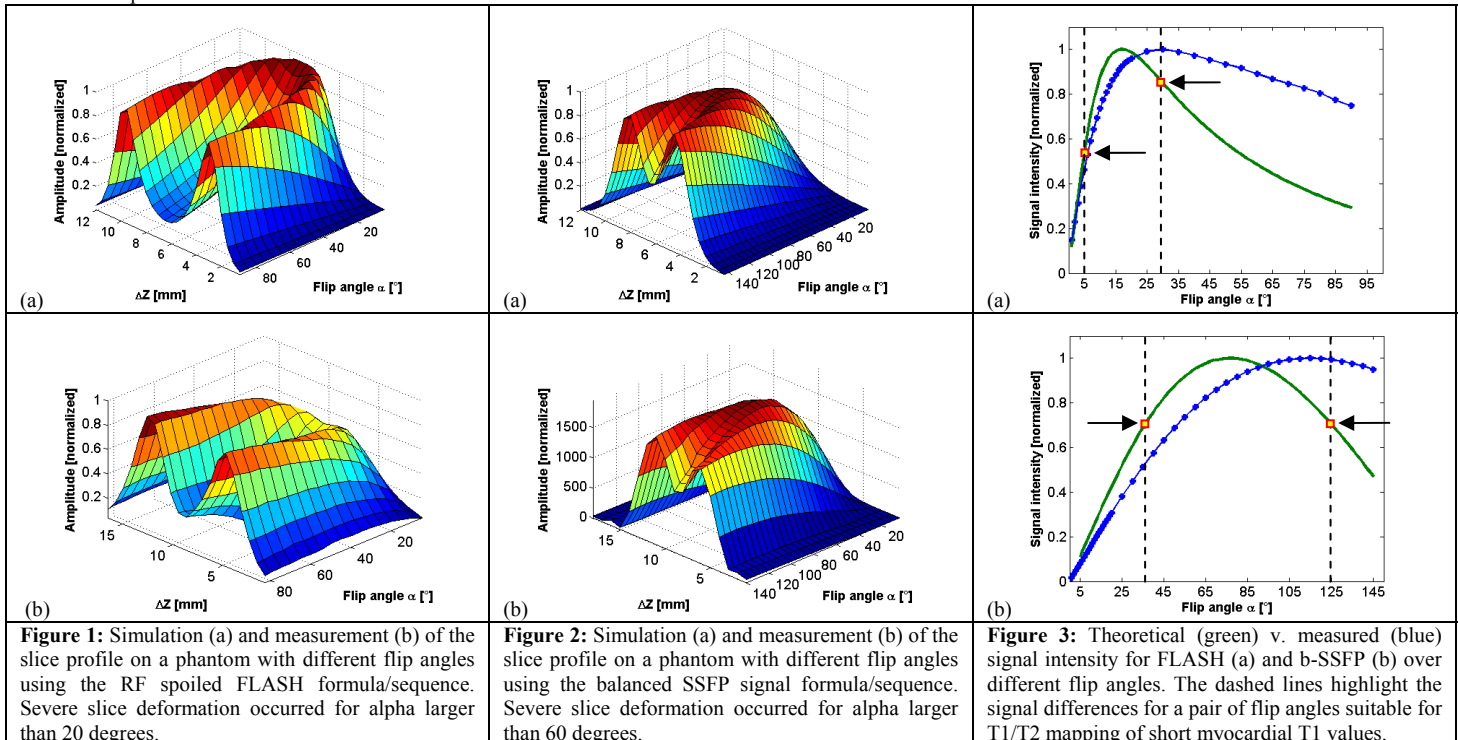 Amplitude [normalized]
1
0.8
0.6
0.4
0.2
12
10
8
6
4
2
ΔZ [mm]
80
60
40
20
Flip angle α [°]
(a)
Amplitude [normalized]
1
0.8
0.6
0.4
0.2
12
10
8
6
4
2
ΔZ [mm]
140
120
100
80
60
40
20
Flip angle α [°]
(a)
Signal intensity [normalized]
1
0.8
0.6
0.4
0.2
0
5 15 25 35 45 55 65 75 85 95
Flip angle α [°]
(a)
Amplitude [normalized]
1
0.8
0.6
0.4
0.2
15
10
5
ΔZ [mm]
80
60
40
20
Flip angle α [°]
(b)
Amplitude [normalized]
1500
1000
500
0
15
10
5
ΔZ [mm]
140
120
100
80
60
40
20
Flip angle α [°]
(b)
Signal intensity [normalized]
1
0.8
0.6
0.4
0.2
0
5 25 45 65 85 105 125 145
Flip angle α [°]
(b)
Figure 1: Simulation (a) and measurement (b) of the
slice profile on a phantom with different flip angles
using the RF spoiled FLASH formula/sequence.
Severe slice deformation occurred for alpha larger
than 20 degrees.
Figure 2: Simulation (a) and measurement (b) of the
slice profile on a phantom with different flip angles
using the balanced SSFP signal formula/sequence.
Severe slice deformation occurred for alpha larger
than 60 degrees.
Figure 3: Theoretical (green) v. measured (blue)
signal intensity for FLASH (a) and b-SSFP (b) over
different flip angles. The dashed lines highlight the
signal differences for a pair of flip angles suitable for
T1/T2 mapping of short myocardial T1 values.